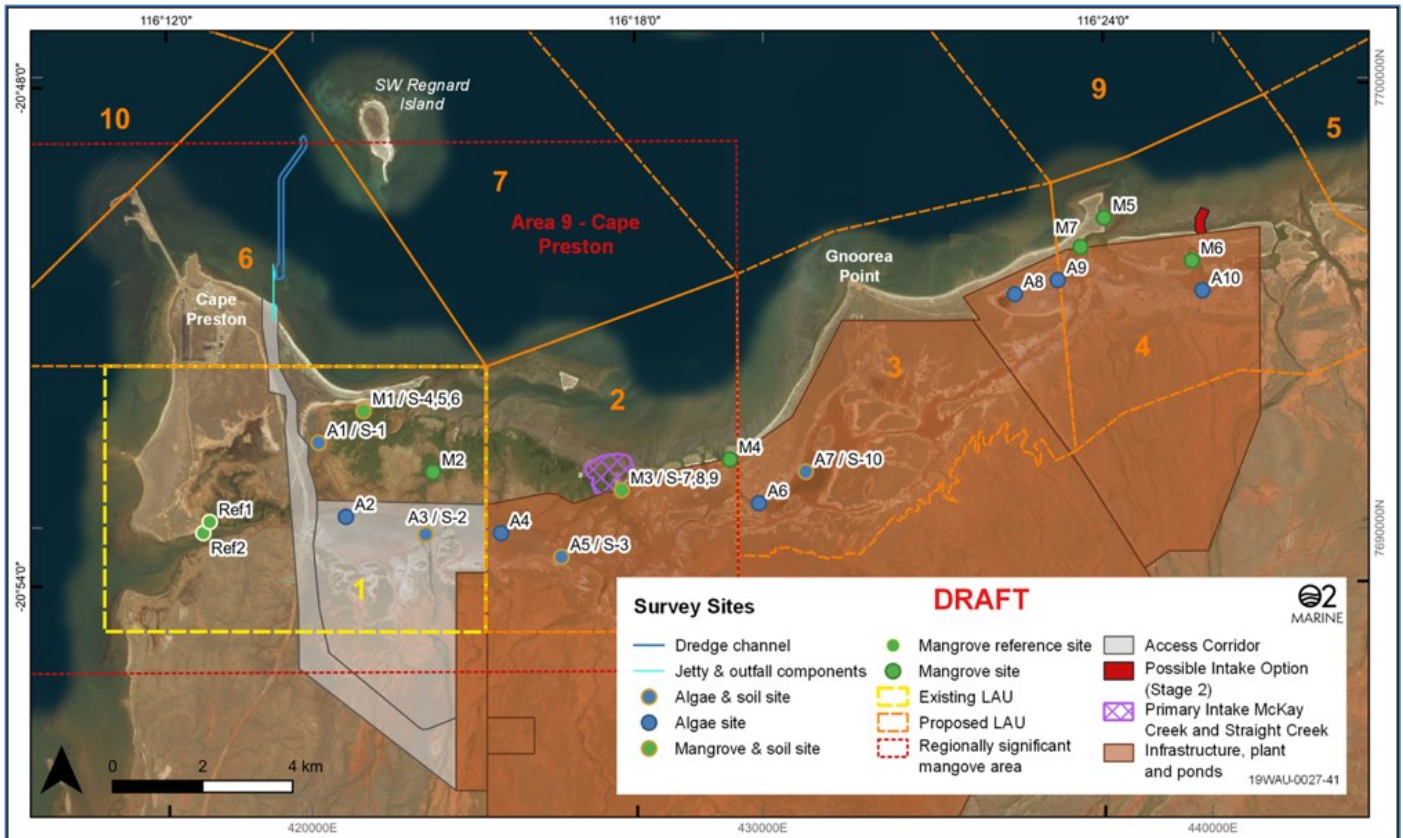 116°12'0"
116°18'0"
116°24'0"
-20°48'0"
7700000N
SW Regnard
Island
10
9
5
7
Area 9 - Cape
Preston
M5
M7
M6
6
Gnoorea
Point
A8
A9
A10
Cape
Preston
3
4
2
M1 / S-4,5,6
A1 / S-1
M2
M4
M3 / S-7,8,9
A7 / S-10
A6
Ref1
Ref2
A2
A3 / S-2
A4
A5 / S-3
7690000N
-20°54'0"
1
Survey Sites
DRAFT
O2
MARINE
Dredge channel
Jetty & outfall components
Algae & soil site
Algae site
Mangrove & soil site
Mangrove reference site
Mangrove site
Existing LAU
Proposed LAU
Regionally significant
mangove area
Access Corridor
Possible Intake Option
(Stage 2)
Primary Intake McKay
Creek and Straight Creek
Infrastructure, plant
and ponds
19WAU-0027-41
0 2 4 km
420000E
430000E
440000E